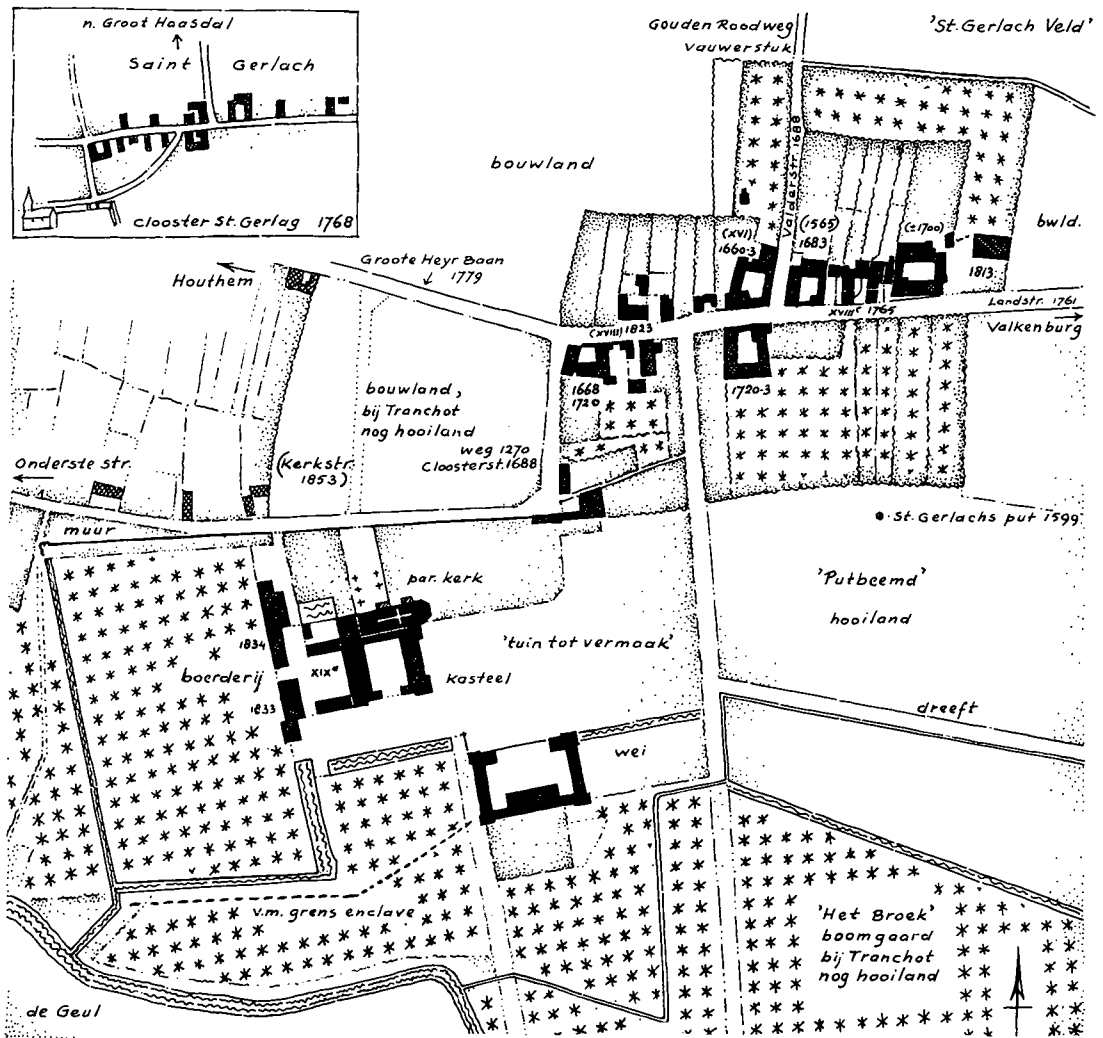 n. Groot Haasdal
Saint Gerlach
Clooster St. Gerlag 1768
Gouden Roodweg
Vauwerstuk
'St. Gerlach Veld'
bouwland
Valderstr. 1688
bwld.
Groote Heyr Baan
1779
Houthem
(XVI)
1660-3
(1565)
1683
(±1700)
1813
(XVIII) 1823
XVIIIᶜ 1765
Landstr. 1761
Valkenburg
1668
1720
1720-3
bouwland,
bij Tranchot
nog hooiland
weg 1270
Cloosterst. 1688
Onderste str.
(Kerkstr.
1853)
muur
• St. Gerlachs put 1599
par. kerk
'Putbeemd'
hooiland
'tuin tot vermaak'
1834
boerderij
XIXᵉ
kasteel
1833
dreeft
wei
v.m. grens enclave
'Het Broek'
boomgaard
bij Tranchot
nog hooiland
de Geul